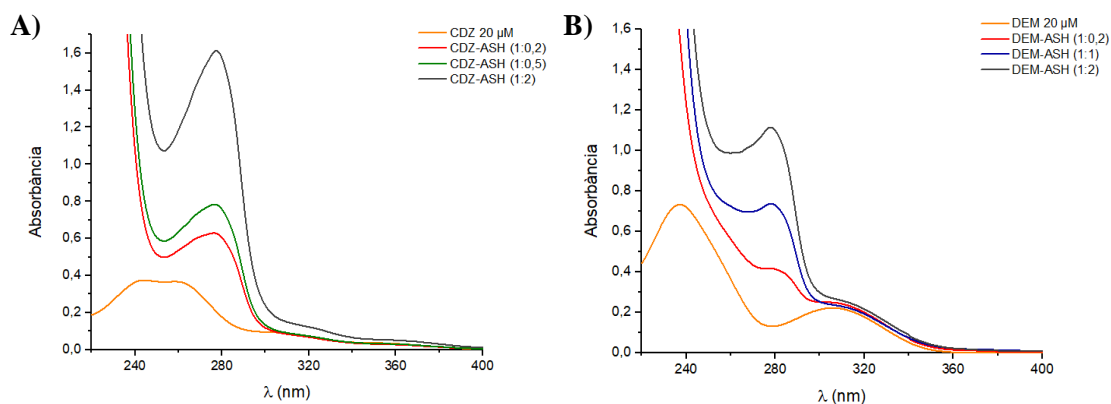 A)
CDZ 20 µM
CDZ-ASH (1:0,2)
CDZ-ASH (1:0,5)
CDZ-ASH (1:2)
1,6
1,4
1,2
1,0
0,8
0,6
0,4
0,2
0,0
Absorbància
240
280
320
360
400
λ (nm)
B)
DEM 20 µM
DEM-ASH (1:0,2)
DEM-ASH (1:1)
DEM-ASH (1:2)
1,6
1,4
1,2
1,0
0,8
0,6
0,4
0,2
0,0
Absorbància
240
280
320
360
400
λ (nm)